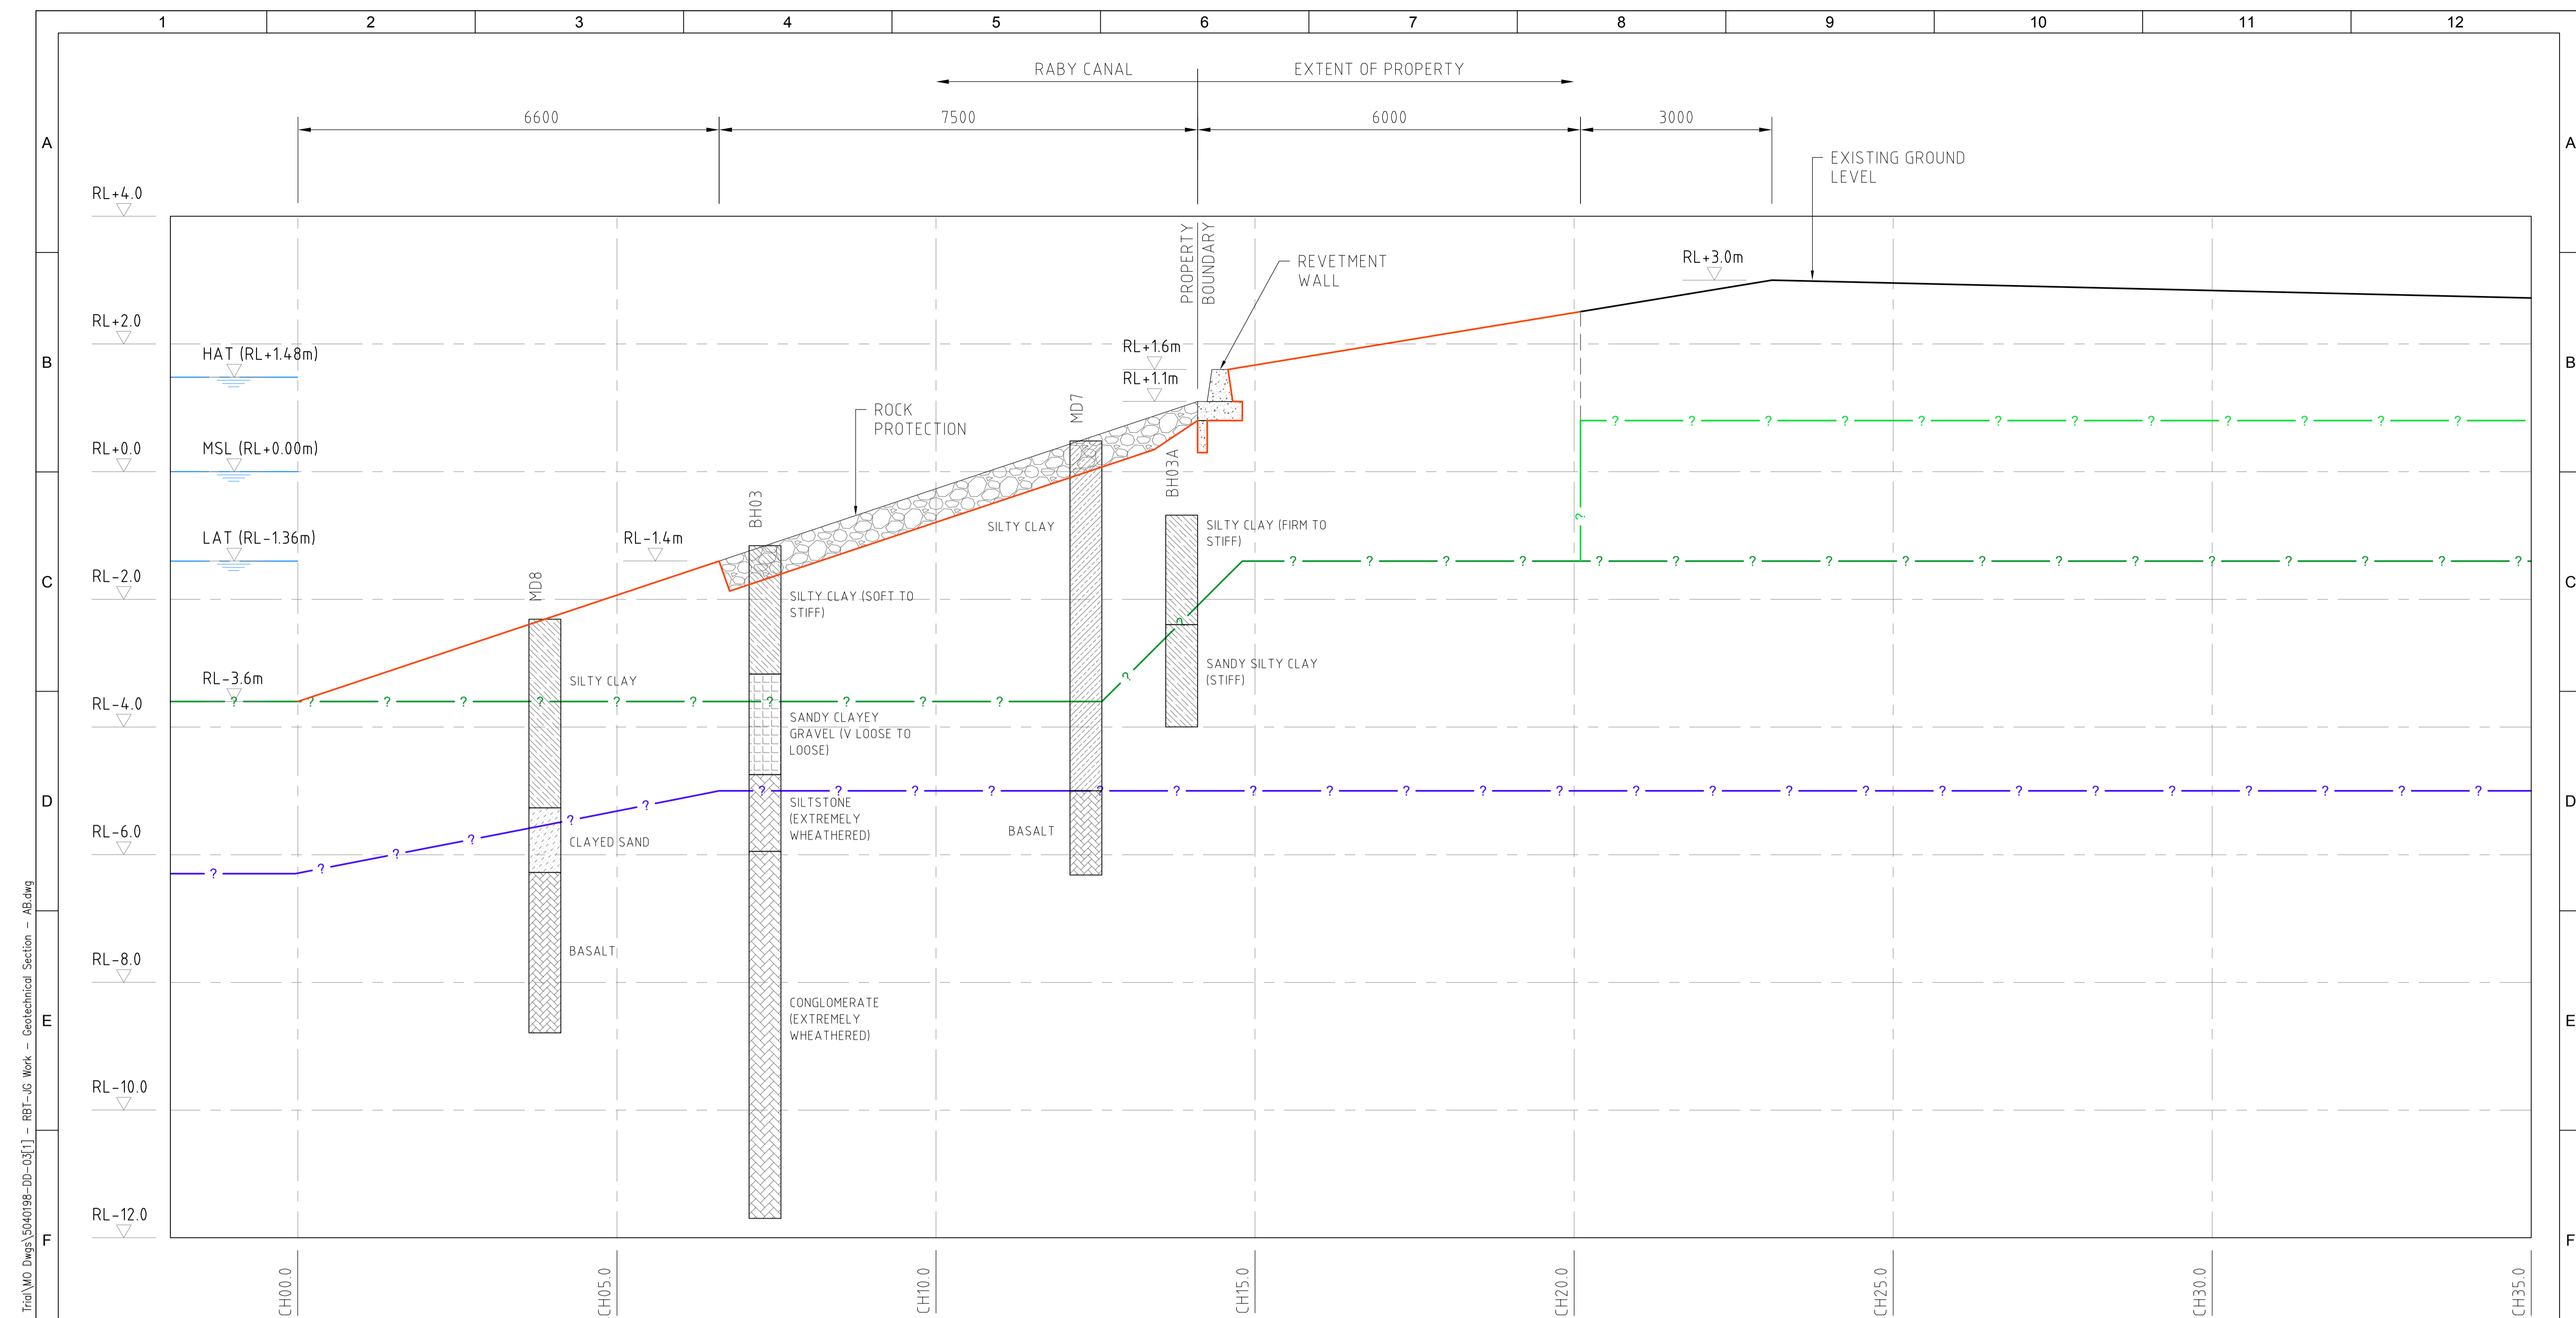 1 2 3 4 5 6 7 8 9 10 11 12
RABY CANAL
EXTENT OF PROPERTY
6600
7500
6000
3000
A
A
EXISTING GROUND
LEVEL
RL+4.0
PROPERTY
BOUNDARY
REVETMENT
WALL
RL+3.0m
RL+2.0
HAT (RL+1.48m)
RL+1.6m
RL+1.1m
B
B
MD7
ROCK
PROTECTION
? ? ? ? ? ? ? ? ? ? ? ?
RL+0.0
MSL (RL+0.00m)
BH03A
BH03
SILTY CLAY
SILTY CLAY (FIRM TO
STIFF)
?
LAT (RL-1.36m)
RL-1.4m
? ? ? ? ? ? ? ? ? ? ? ? ? ? ? ? ?
RL-2.0
C
C
MD8
SILTY CLAY (SOFT TO
STIFF)
?
SANDY SILTY CLAY
(STIFF)
?
RL-3.6m
SILTY CLAY
? ? ? ? ? ? ? ? ? ? ?
RL-4.0
SANDY CLAYEY
GRAVEL (V LOOSE TO
LOOSE)
? ? ? ? ? ? ? ? ? ? ? ? ? ? ? ? ? ? ? ? ? ? ?
D
D
SILTSTONE
(EXTREMELY
WHEATHERED)
?
?
?
?
?
?
BASALT
RL-6.0
CLAYED SAND
BASALT
RL-8.0
CONGLOMERATE
(EXTREMELY
WHEATHERED)
E
E
RL-10.0
RL-12.0
F
F
CH00.0
CH05.0
CH10.0
CH15.0
CH20.0
CH25.0
CH30.0
CH35.0
Trial\MO Dwgs\5040198-DD-03[1] - RBT-JG Work - Geotechnical Section - AB.dwg